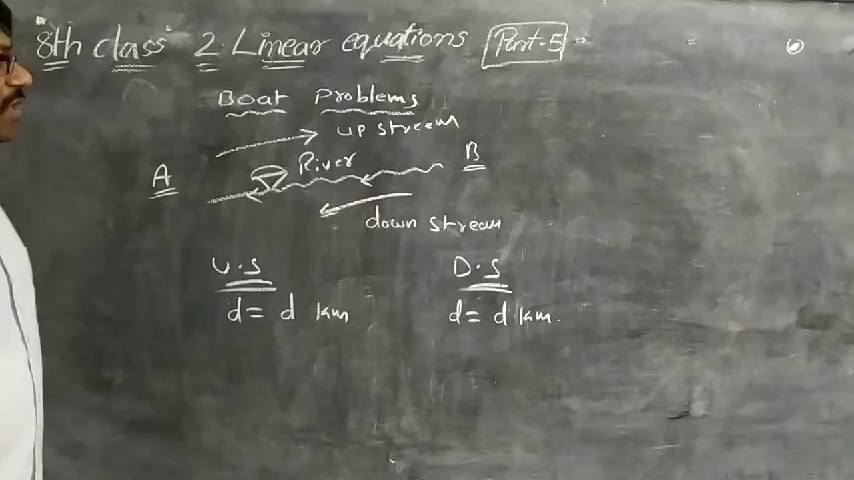 8th class 2. Linear equations Part-5
Boat Problems
up stream
A River B
down stream
U.S D.S
d= d km d= d km.